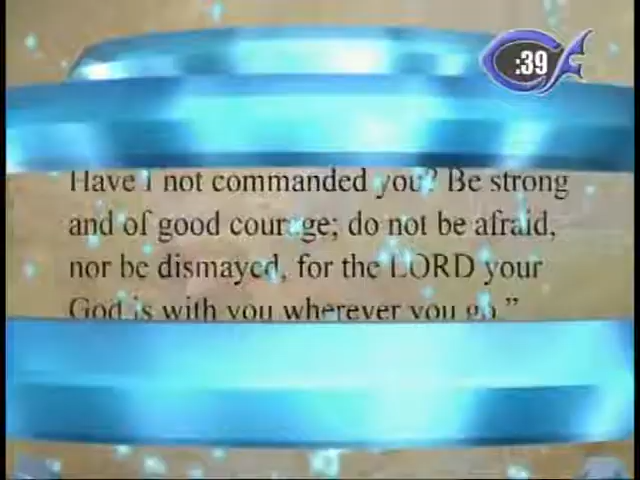 :39
Have I not commanded you? Be strong
and of good courage; do not be afraid,
nor be dismayed, for the LORD your
God is with you wherever you go.”